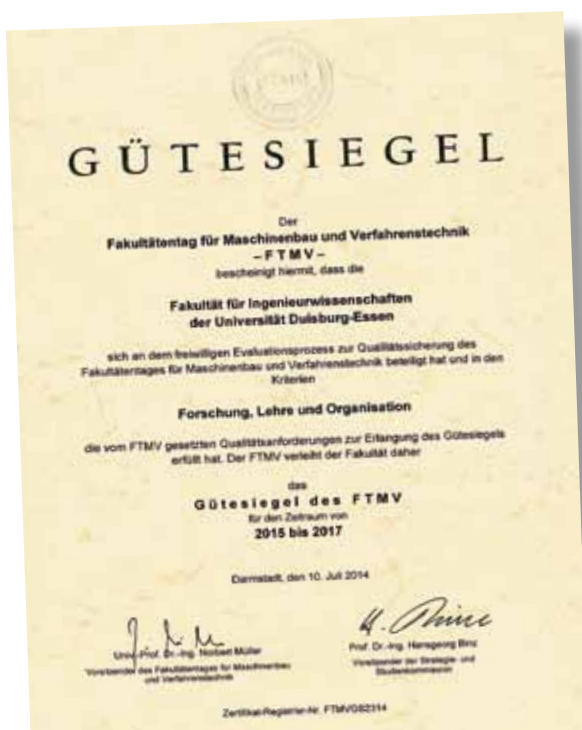 FTMV
GÜTESIEGEL
Der
Fakultätentag für Maschinenbau und Verfahrenstechnik
– F T M V –
bescheinigt hiermit, dass die
Fakultät für Ingenieurwissenschaften
der Universität Duisburg-Essen
sich an dem freiwilligen Evaluationsprozess zur Qualitätssicherung des
Fakultätentages für Maschinenbau und Verfahrenstechnik beteiligt hat und in den
Kriterien
Forschung, Lehre und Organisation
die vom FTMV gesetzten Qualitätsanforderungen zur Erlangung des Gütesiegels
erfüllt hat. Der FTMV verleiht der Fakultät daher
das
Gütesiegel des FTMV
für den Zeitraum von
2015 bis 2017
Darmstadt, den 10. Juli 2014
Univ.-Prof. Dr.-Ing. Norbert Müller
Vorsitzender des Fakultätentages für Maschinenbau
und Verfahrenstechnik
Prof. Dr.-Ing. Hansgeorg Binz
Vorsitzender der Strategie- und
Studienkommission
Zertifikat-Register-Nr. FTMVGS2314